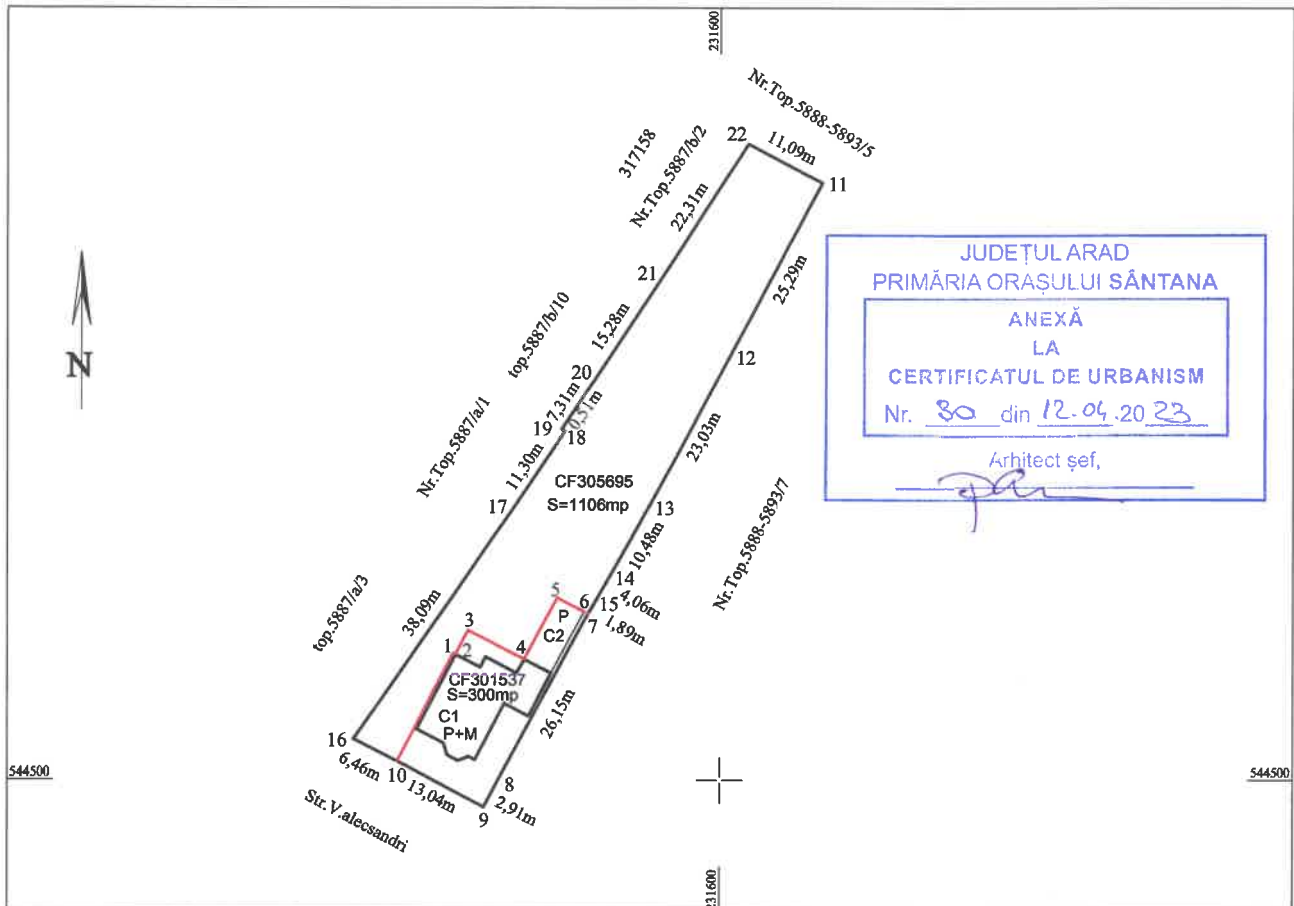 231600
Nr.Top.5888-5893/5
22
11,09m
11
317158
Nr.Top.5887/b/2
22,31m
21
25,29m
JUDEȚUL ARAD
PRIMĂRIA ORAȘULUI SÂNTANA
ANEXĂ
LA
CERTIFICATUL DE URBANISM
Nr. 30 din 12.04.2023
Arhitect șef,
N
top.5887/b/10
15,28m
12
20
7,31m
0,51m
19
18
23,03m
Nr.Top.5887/a/1
11,30m
17
CF305695
S=1106mp
13
10,48m
Nr.Top.5888-5893/7
14
4,06m
15
1,89m
top.5887/a/3
38,09m
5
6
7
P
C2
3
1
2
4
CF301537
S=300mp
C1
P+M
26,15m
16
6,46m
10
13,04m
8
2,91m
9
Str.V.alecsandri
544500
544500
231600